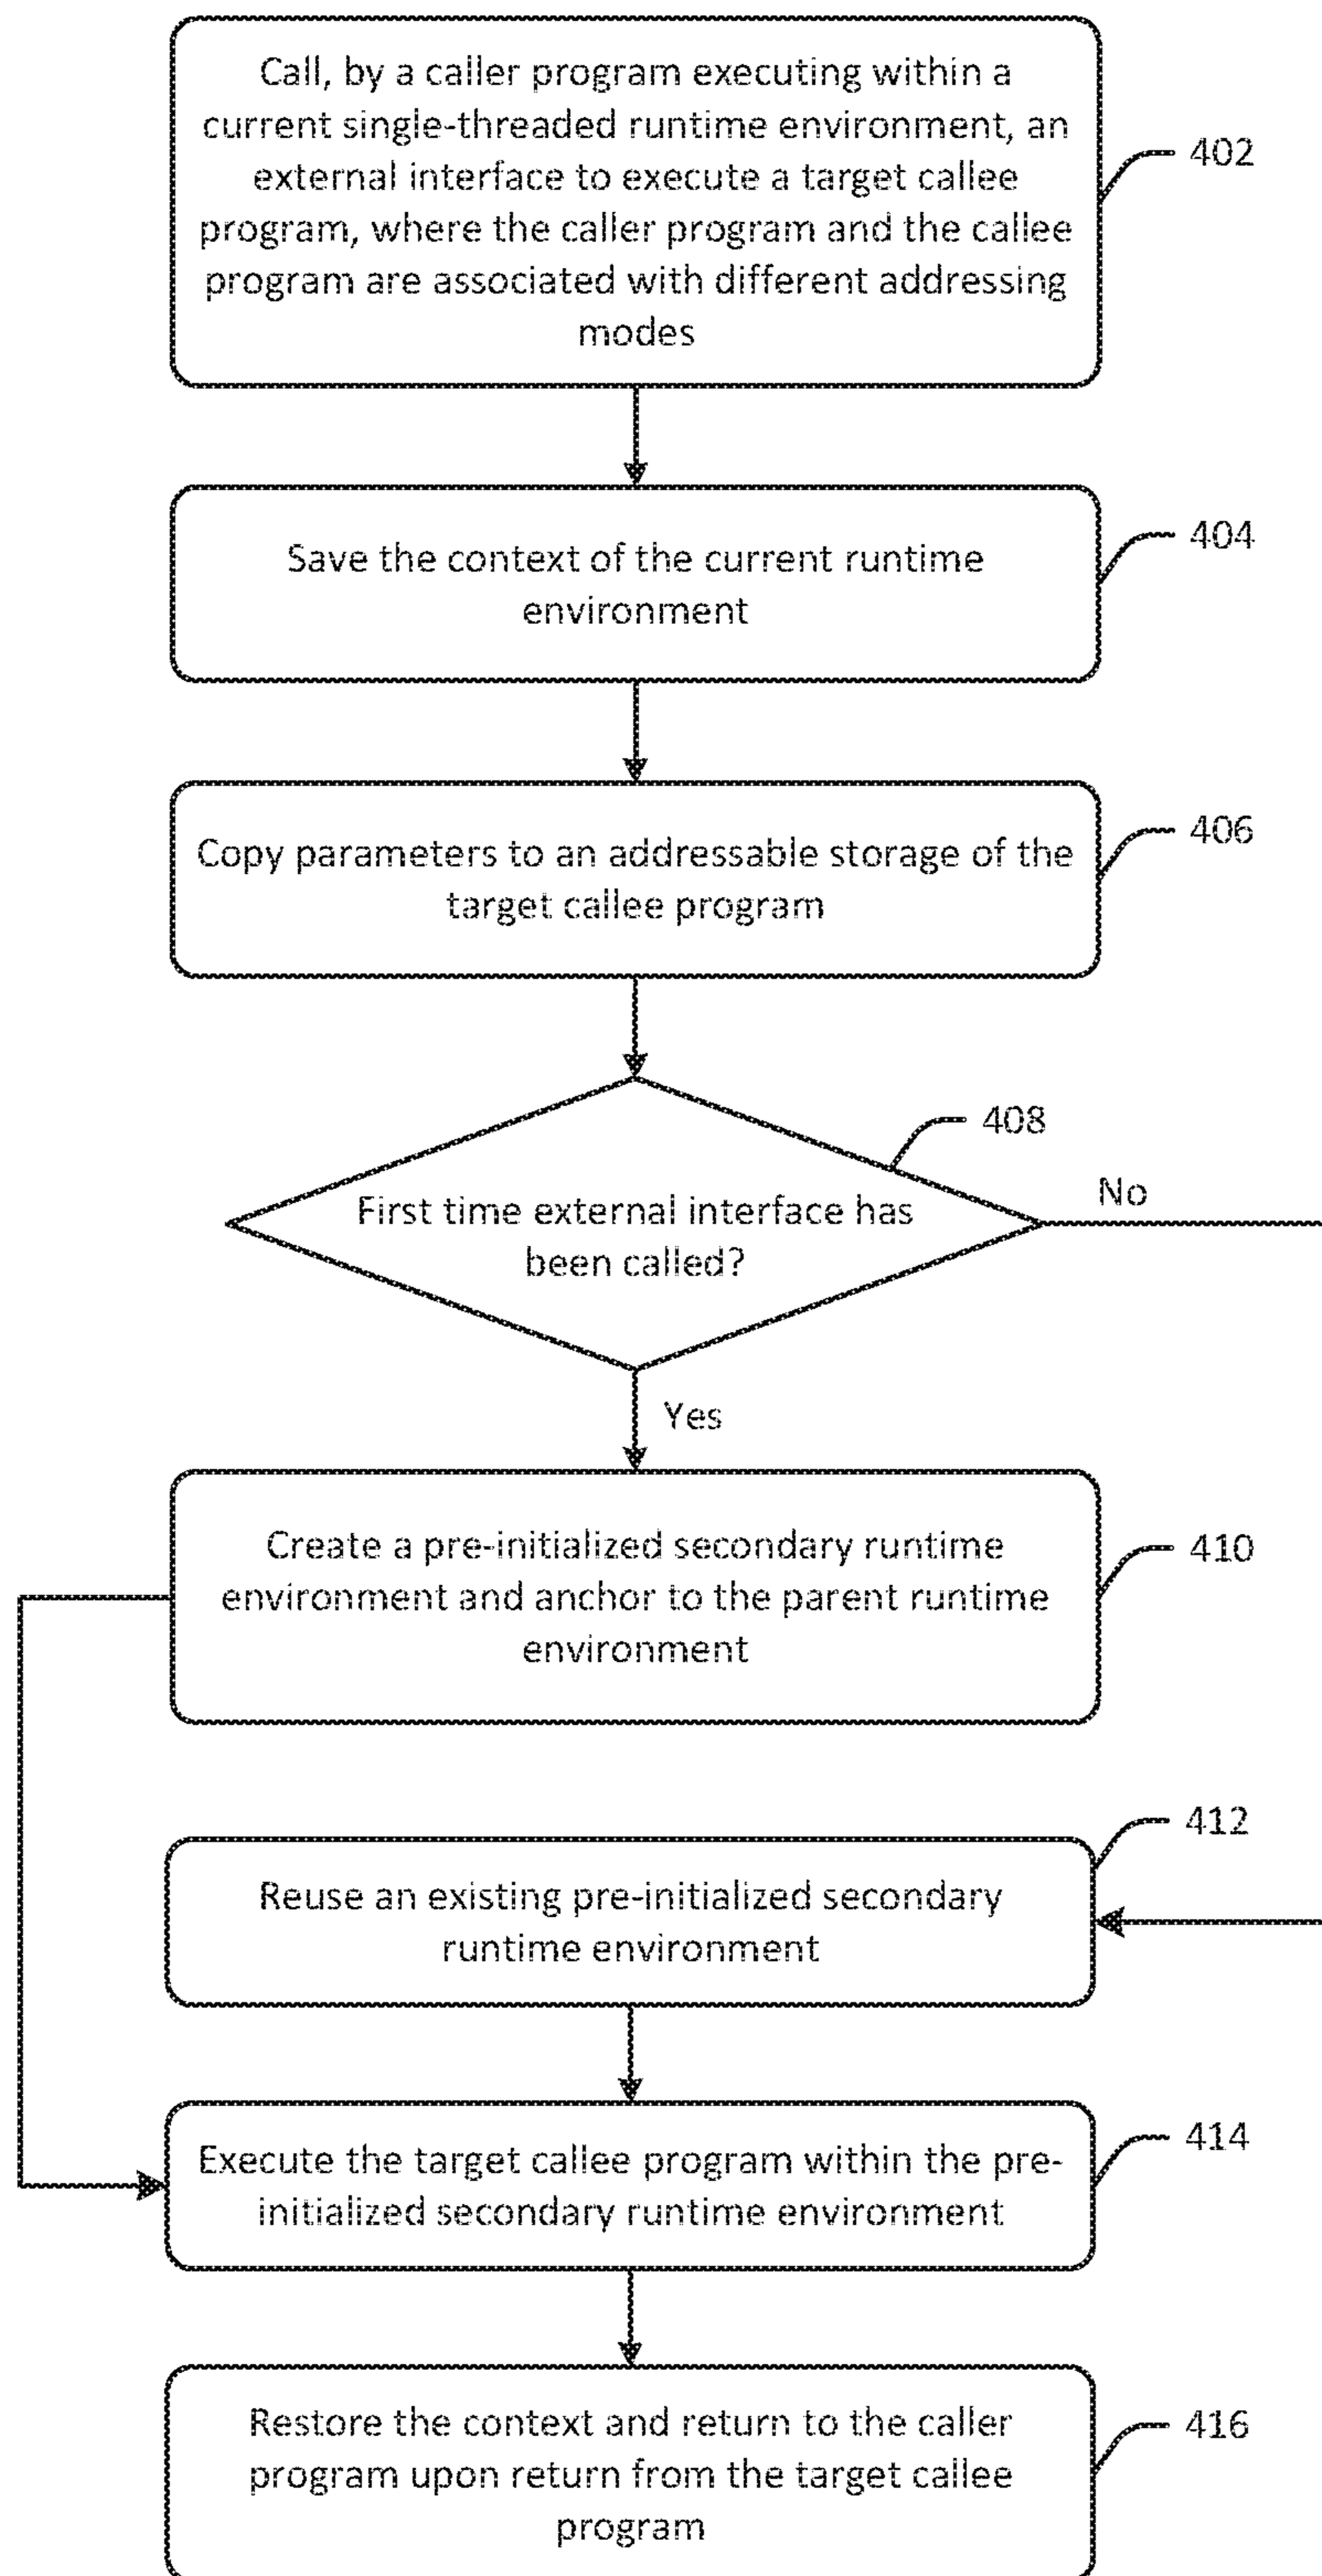 Call, by a caller program executing within a
current single-threaded runtime environment, an
external interface to execute a target callee
program, where the caller program and the callee
program are associated with different addressing
modes
402
Save the context of the current runtime
environment
404
Copy parameters to an addressable storage of the
target callee program
406
408
First time external interface has
been called?
No
Yes
Create a pre-initialized secondary runtime
environment and anchor to the parent runtime
environment
410
412
Reuse an existing pre-initialized secondary
runtime environment
Execute the target callee program within the pre-
initialized secondary runtime environment
414
Restore the context and return to the caller
program upon return from the target callee
program
416